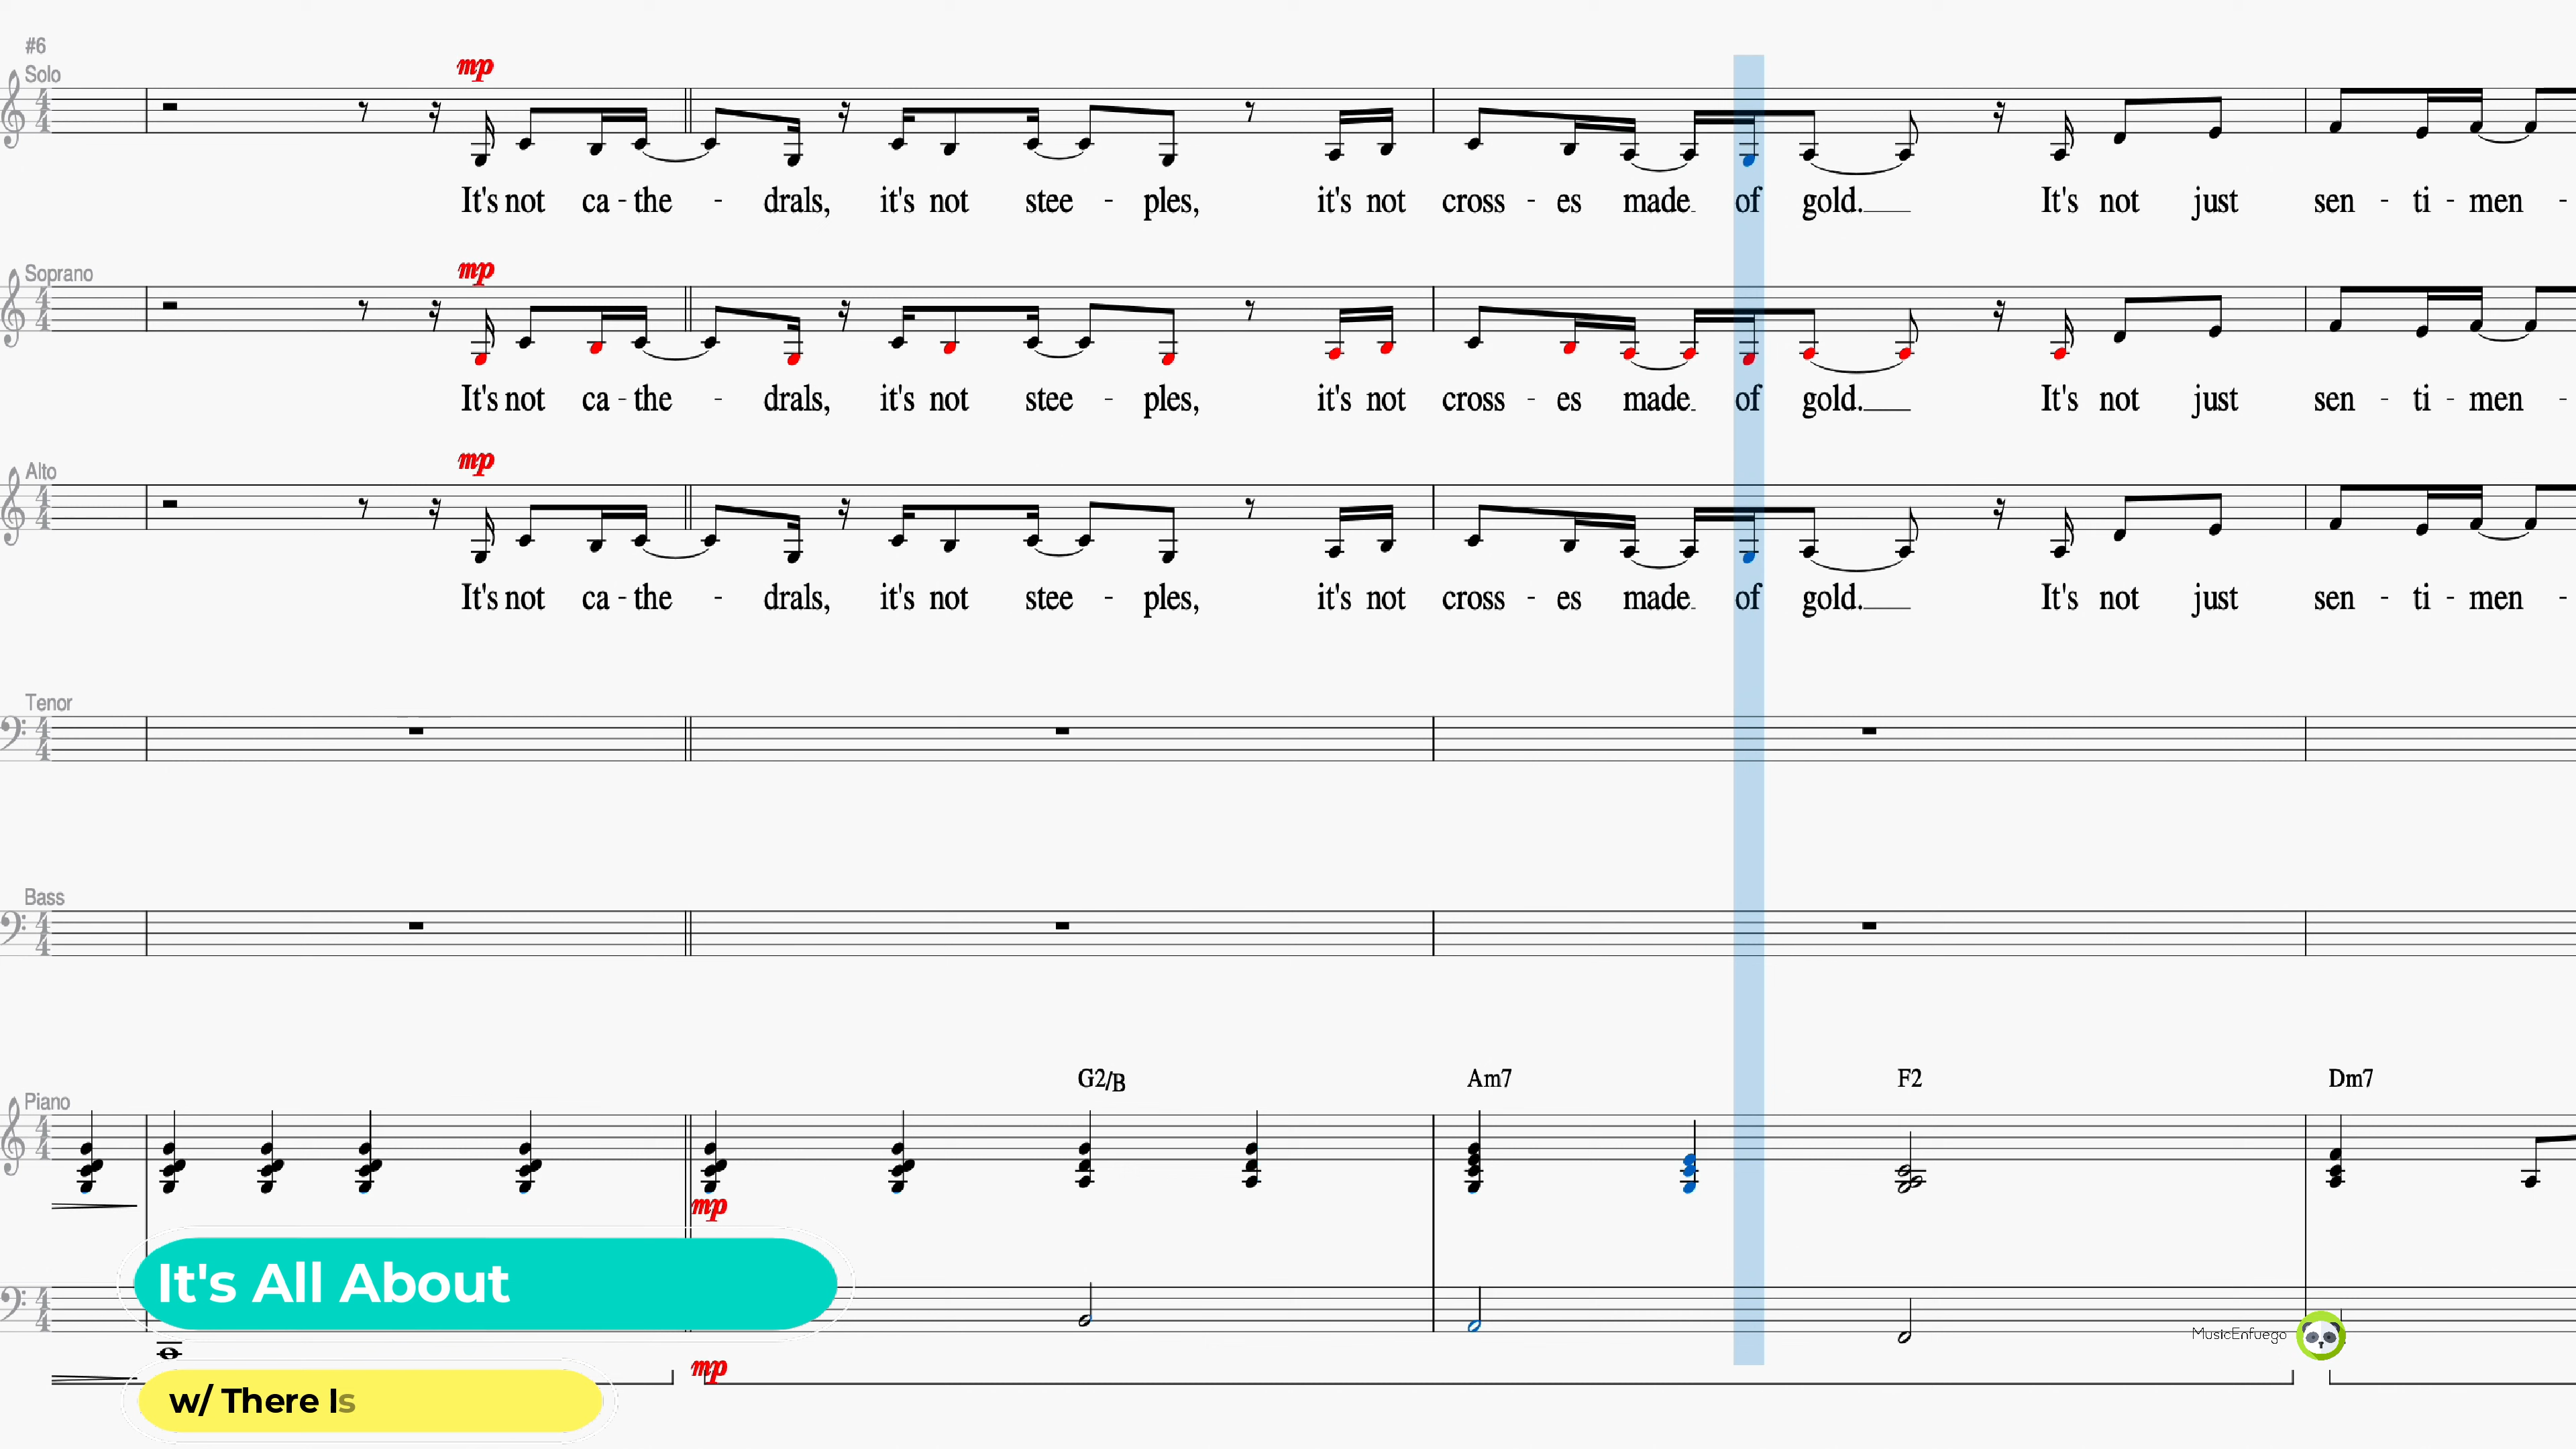 #6
Solo
mp
It's not ca - the - drals, it's not stee - ples, it's not cross - es made of gold. It's not just sen - ti - men -
Soprano
mp
It's not ca - the - drals, it's not stee - ples, it's not cross - es made of gold. It's not just sen - ti - men -
Alto
mp
It's not ca - the - drals, it's not stee - ples, it's not cross - es made of gold. It's not just sen - ti - men -
Tenor
Bass
G2/B Am7 F2 Dm7
Piano
mp
It's All About
MusicEnfuego
mp
w/ There Is